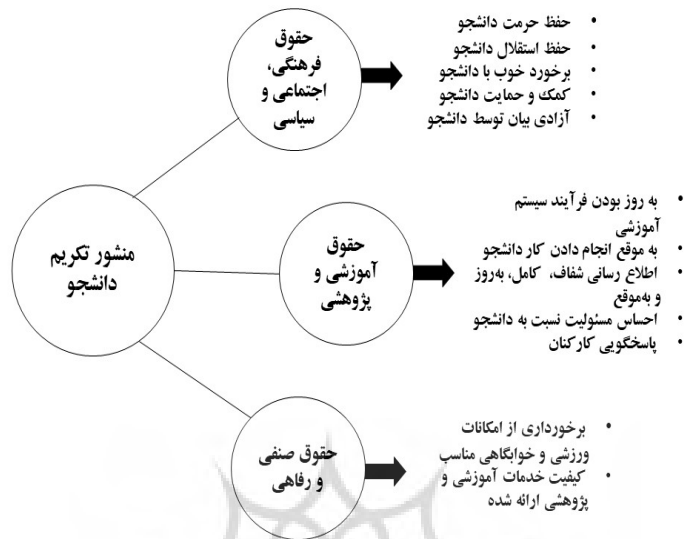 منشور تکریم
دانشجو
حقوق
فرهنگی،
اجتماعی و
سیاسی
• حفظ حرمت دانشجو
• حفظ استقلال دانشجو
• برخورد خوب با دانشجو
• کمک و حمایت دانشجو
• آزادی بیان توسط دانشجو
حقوق
آموزشی و
پژوهشی
• به روز بودن فرآیند سیستم
آموزشی
• به موقع انجام دادن کار دانشجو
• اطلاع رسانی شفاف، کامل، به‌روز
و به‌موقع
• احساس مسئولیت نسبت به دانشجو
• پاسخگویی کارکنان
حقوق صنفی
و رفاهی
• برخورداری از امکانات
ورزشی و خوابگاهی مناسب
• کیفیت خدمات آموزشی و
پژوهشی ارائه شده